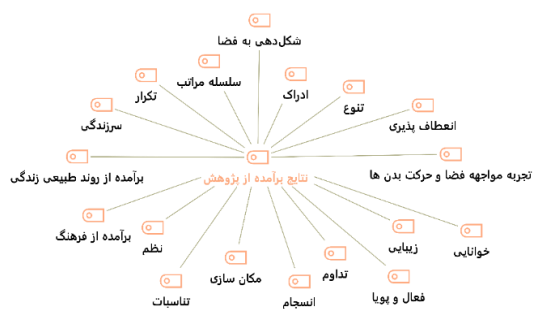 شکل‌دهی به فضا
سلسله مراتب
ادراک
تکرار
تنوع
سرزندگی
انعطاف پذیری
برآمده از روند طبیعی زندگی
نتایج برآمده از پژوهش
تجربه مواجهه فضا و حرکت بدن ها
برآمده از فرهنگ
نظم
زیبایی
خوانایی
مکان سازی
تداوم
تناسبات
انسجام
فعال و پویا